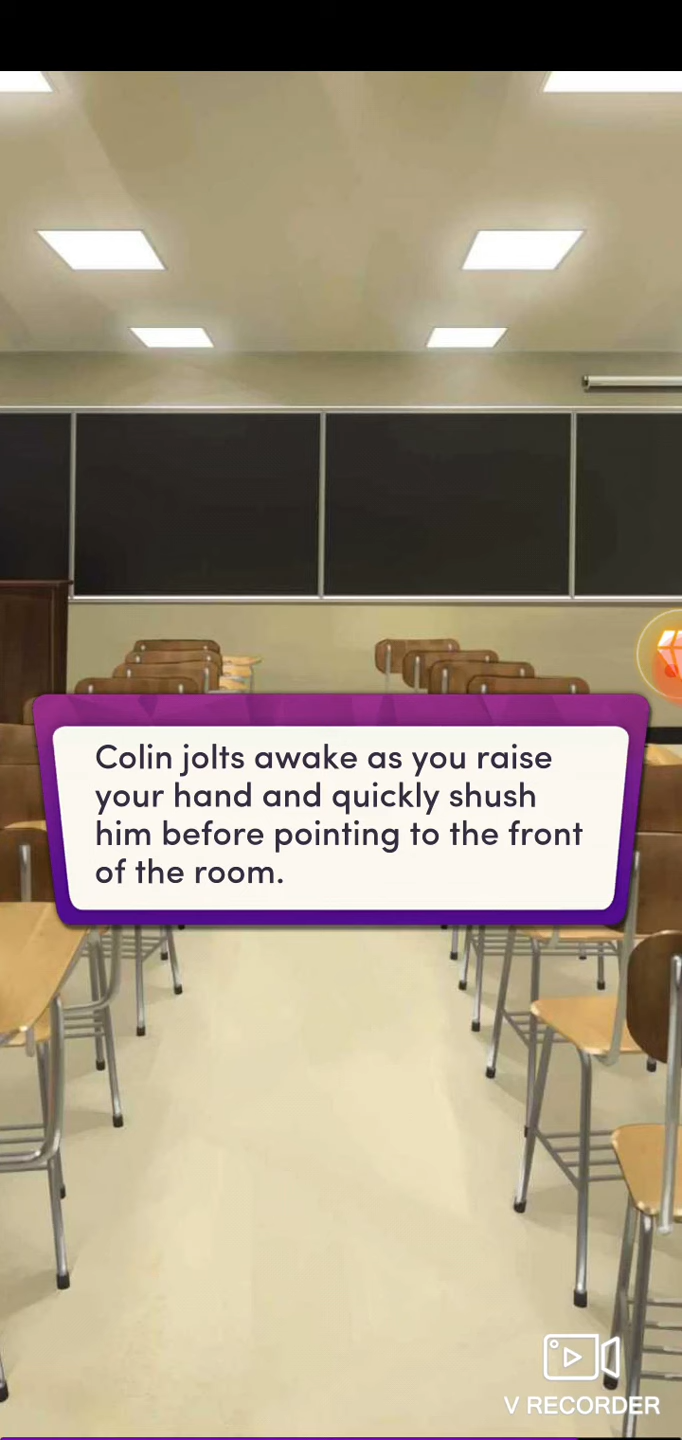 Colin jolts awake as you raise
your hand and quickly shush
him before pointing to the front
of the room.
V RECORDER